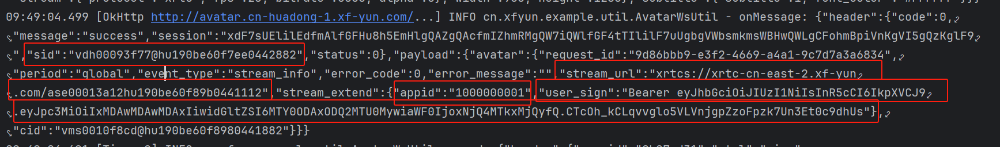 09:49:04.499 [OkHttp http://avatar.cn-huadong-1.xf-yun.com/...] INFO cn.xfyun.example.util.AvatarWsUtil - onMessage: {"header":{"code":0,
"message":"success","session":"xdF7sUElilEdfmAlfGFHu8h5EmHlgQAZgQAcfmIZhmRMgQW7iQWlfGF4tTIlilF7uUgbgVWbsmkmsWBHwQWLgCFohmBpiVnKgVI5gQzKglF9
","sid":"vdh00093f77@hu190be60f7ee0442882","status":0},"payload":{"avatar":{"request_id":"9d86bbb9-e3f2-4669-a4a1-9c7d7a3a6834",
"period":"global","event_type":"stream_info","error_code":0,"error_message":"","stream_url":"xrtcs://xrtc-cn-east-2.xf-yun
.com/ase00013a12hu190be60f89b0441112","stream_extend":{"appid":"1000000001","user_sign":"Bearer eyJhbGciOiJIUzI1NiIsInR5cCI6IkpXVCJ9
.eyJpc3MiOiIxMDAwMDAwMDAxIiwidGltZSI6MTY0ODAxODQ2MTU0MywiaWF0IjoxNjQ4MTkxMjQyfQ.CTcOh_kCLqvvglo5VLVnjgpZzoFpzk7Un3Et0c9dhUs"},
"cid":"vms0010f8cd@hu190be60f8980441882"}}}